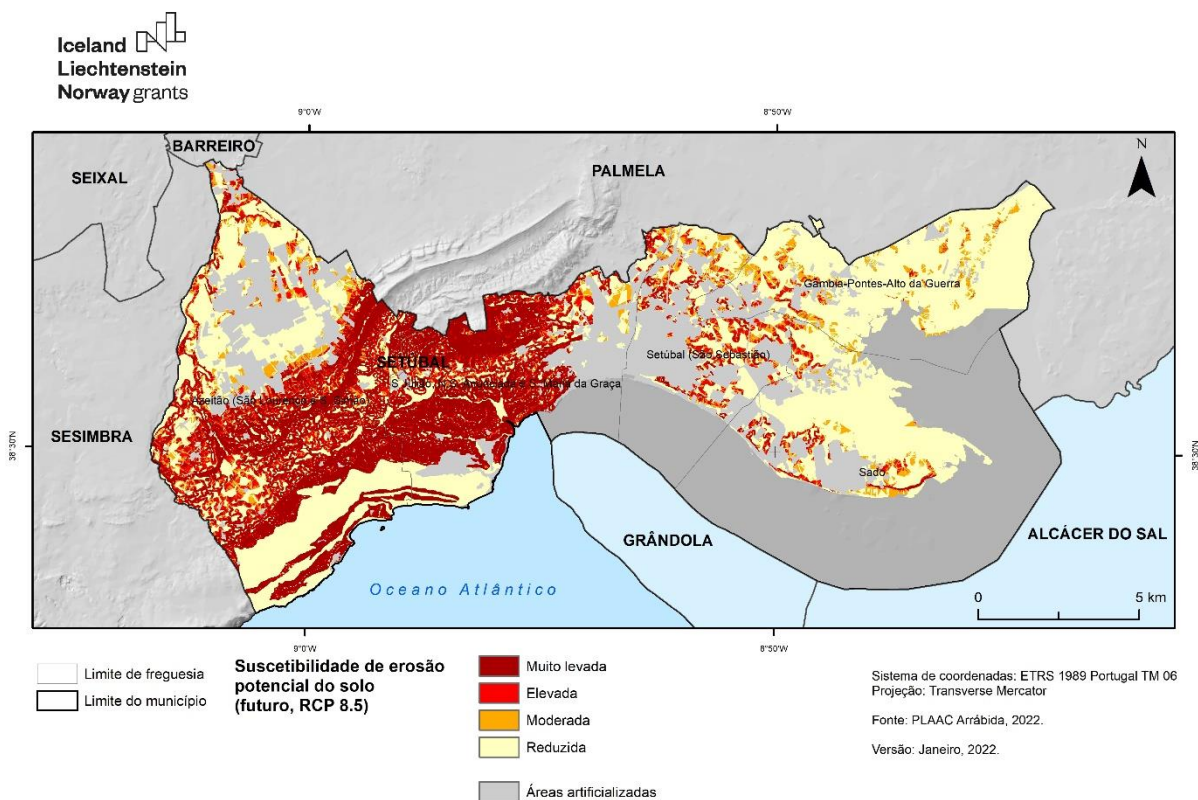 Iceland
Liechtenstein
Norway grants
9°0'W
8°50'W
BARREIRO
SEIXAL
PALMELA
N
Gambia-Pontes-Alto da Guerra
SETÚBAL
Setúbal (São Sebastião)
SESIMBRA
38°30'N
38°30'N
Sado
GRÂNDOLA
ALCÁCER DO SAL
Oceano Atlântico
0
5 km
9°0'W
8°50'W
Limite de freguesia
Limite do município
Suscetibilidade de erosão
potencial do solo
(futuro, RCP 8.5)
Muito levada
Elevada
Moderada
Reduzida
Áreas artificializadas
Sistema de coordenadas: ETRS 1989 Portugal TM 06
Projeção: Transverse Mercator
Fonte: PLAAC Arrábida, 2022.
Versão: Janeiro, 2022.